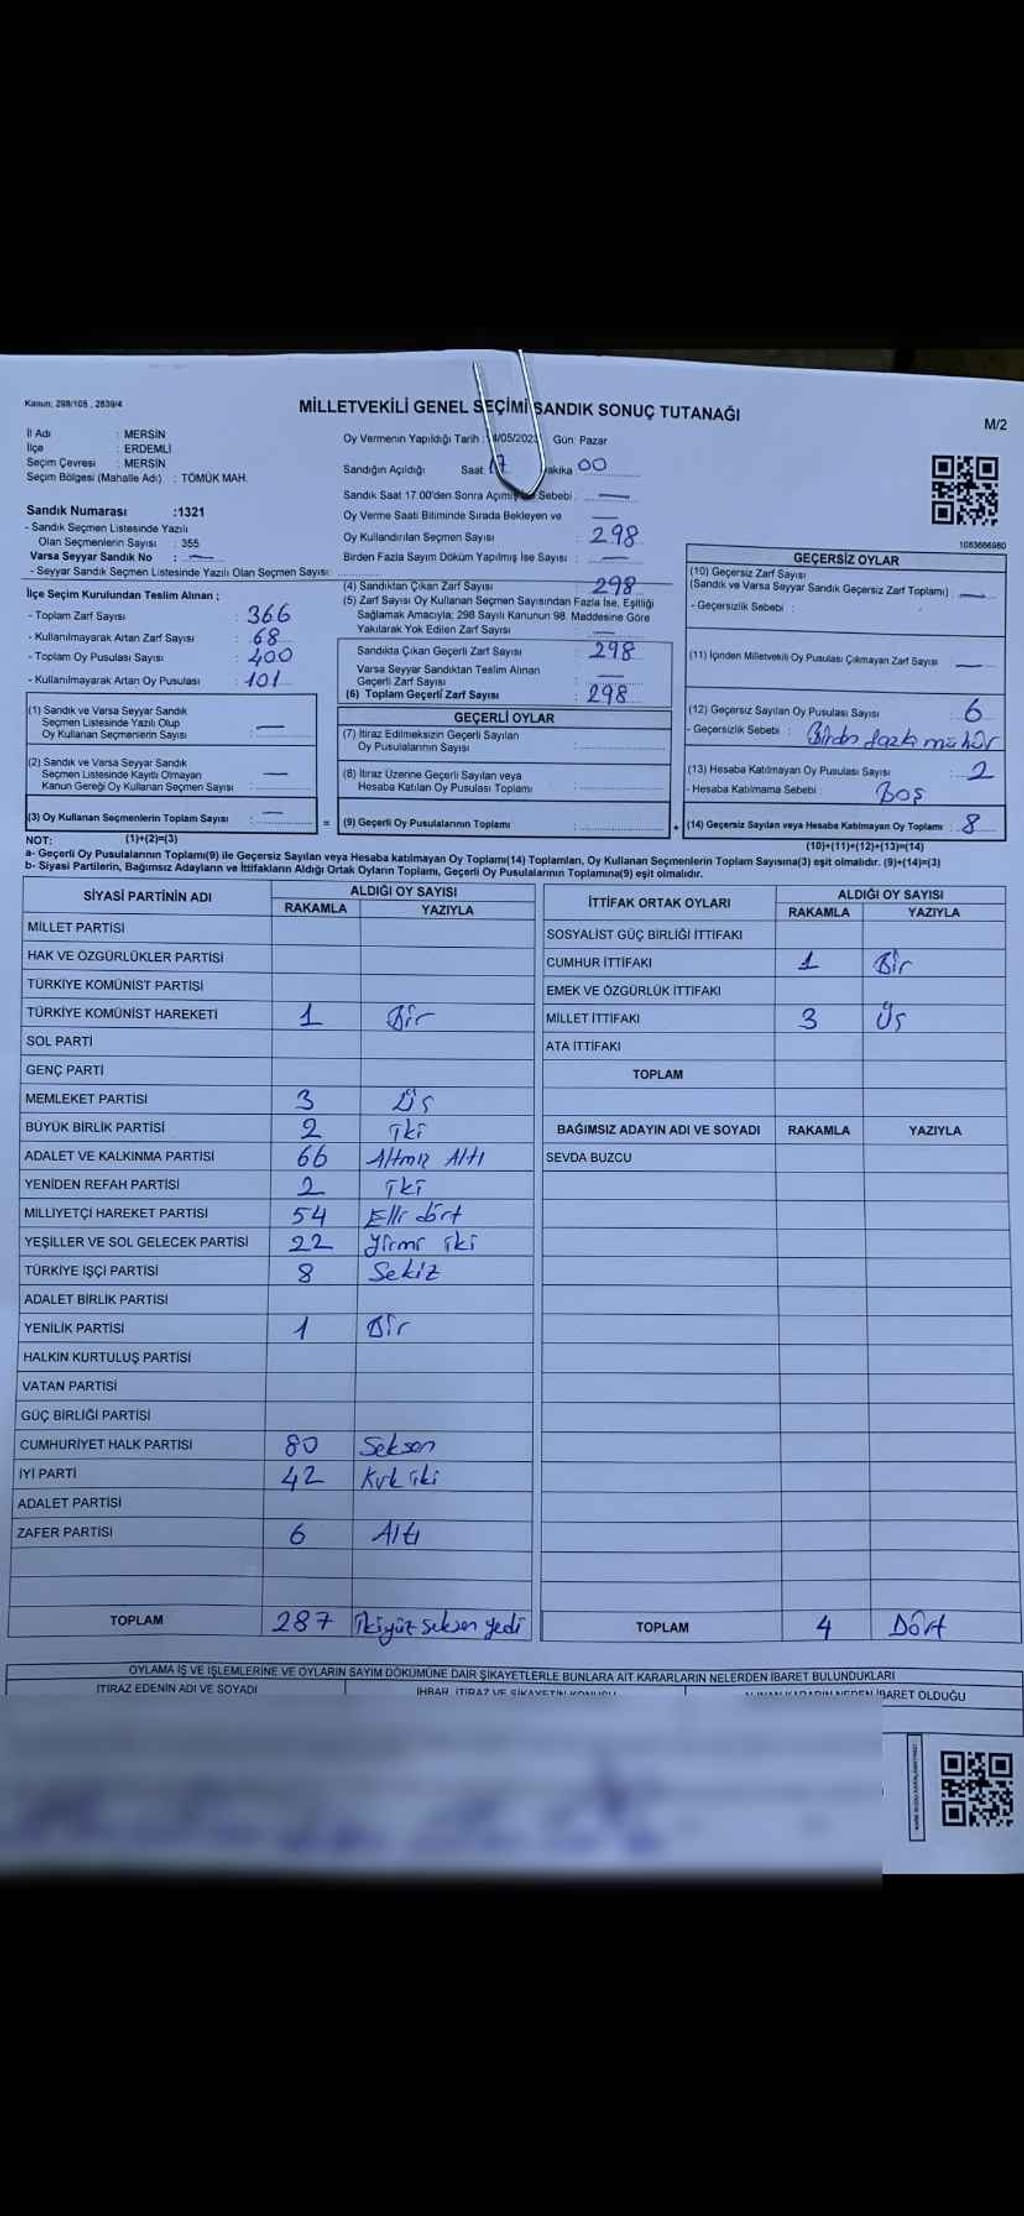 Kanun: 298/105 , 2839/4
MİLLETVEKİLİ GENEL SEÇİMİ SANDIK SONUÇ TUTANAĞI
M/2
İl Adı : MERSİN
İlçe : ERDEMLİ
Seçim Çevresi : MERSİN
Seçim Bölgesi (Mahalle Adı) : TÖMÜK MAH.
Sandık Numarası :1321
- Sandık Seçmen Listesinde Yazılı
Olan Seçmenlerin Sayısı : 355
Varsa Seyyar Sandık No : —
- Seyyar Sandık Seçmen Listesinde Yazılı Olan Seçmen Sayısı:
İlçe Seçim Kurulundan Teslim Alınan ;
- Toplam Zarf Sayısı : 366
- Kullanılmayarak Artan Zarf Sayısı : 68
- Toplam Oy Pusulası Sayısı : 400
- Kullanılmayarak Artan Oy Pusulası : 101
(1) Sandık ve Varsa Seyyar Sandık
Seçmen Listesinde Yazılı Olup
Oy Kullanan Seçmenlerin Sayısı : —
(2) Sandık ve Varsa Seyyar Sandık
Seçmen Listesinde Kayıtlı Olmayan
Kanun Gereği Oy Kullanan Seçmen Sayısı : —
(3) Oy Kullanan Seçmenlerin Toplam Sayısı : —
Oy Vermenin Yapıldığı Tarih : 4/05/2023 Gün: Pazar
Sandığın Açıldığı Saat: 17 Dakika 00
Sandık Saat 17.00'den Sonra Açılmış Sebebi : —
Oy Verme Saati Bitiminde Sırada Bekleyen ve —
Oy Kullandırılan Seçmen Sayısı : 298
Birden Fazla Sayım Döküm Yapılmış İse Sayısı : —
(4) Sandıktan Çıkan Zarf Sayısı : 298
(5) Zarf Sayısı Oy Kullanan Seçmen Sayısından Fazla İse, Eşitliği
Sağlamak Amacıyla; 298 Sayılı Kanunun 98. Maddesine Göre
Yakılarak Yok Edilen Zarf Sayısı : —
Sandıkta Çıkan Geçerli Zarf Sayısı : 298
Varsa Seyyar Sandıktan Teslim Alınan
Geçerli Zarf Sayısı : —
(6) Toplam Geçerli Zarf Sayısı : 298
GEÇERLİ OYLAR
(7) İtiraz Edilmeksizin Geçerli Sayılan
Oy Pusulalarının Sayısı :
(8) İtiraz Üzerine Geçerli Sayılan veya
Hesaba Katılan Oy Pusulaları Toplamı :
= (9) Geçerli Oy Pusulalarının Toplamı :
1083666980
GEÇERSİZ OYLAR
(10) Geçersiz Zarf Sayısı
(Sandık ve Varsa Seyyar Sandık Geçersiz Zarf Toplamı) : —
- Geçersizlik Sebebi :
(11) İçinden Milletvekili Oy Pusulası Çıkmayan Zarf Sayısı : —
(12) Geçersiz Sayılan Oy Pusulası Sayısı : 6
- Geçersizlik Sebebi : Birden fazla mühür
(13) Hesaba Katılmayan Oy Pusulası Sayısı : 2
- Hesaba Katılmama Sebebi : Boş
+ (14) Geçersiz Sayılan veya Hesaba Katılmayan Oy Toplamı : 8
NOT: (1)+(2)=(3)
(10)+(11)+(12)+(13)=(14)
a- Geçerli Oy Pusulalarının Toplamı(9) ile Geçersiz Sayılan veya Hesaba katılmayan Oy Toplamı(14) Toplamları, Oy Kullanan Seçmenlerin Toplam Sayısına(3) eşit olmalıdır. (9)+(14)=(3)
b- Siyasi Partilerin, Bağımsız Adayların ve İttifakların Aldığı Ortak Oyların Toplamı, Geçerli Oy Pusulalarının Toplamına(9) eşit olmalıdır.
SİYASİ PARTİNİN ADI ALDIĞI OY SAYISI
RAKAMLA YAZIYLA
MİLLET PARTİSİ
HAK VE ÖZGÜRLÜKLER PARTİSİ
TÜRKİYE KOMÜNİST PARTİSİ
TÜRKİYE KOMÜNİST HAREKETİ 1 Bir
SOL PARTİ
GENÇ PARTİ
MEMLEKET PARTİSİ 3 Üç
BÜYÜK BİRLİK PARTİSİ 2 İki
ADALET VE KALKINMA PARTİSİ 66 Altmış Altı
YENİDEN REFAH PARTİSİ 2 İki
MİLLİYETÇİ HAREKET PARTİSİ 54 Elli dört
YEŞİLLER VE SOL GELECEK PARTİSİ 22 yirmi iki
TÜRKİYE İŞÇİ PARTİSİ 8 Sekiz
ADALET BİRLİK PARTİSİ
YENİLİK PARTİSİ 1 Bir
HALKIN KURTULUŞ PARTİSİ
VATAN PARTİSİ
GÜÇ BİRLİĞİ PARTİSİ
CUMHURİYET HALK PARTİSİ 80 Seksen
İYİ PARTİ 42 Kırk iki
ADALET PARTİSİ
ZAFER PARTİSİ 6 Altı
TOPLAM 287 İkiyüz seksen yedi
İTTİFAK ORTAK OYLARI ALDIĞI OY SAYISI
RAKAMLA YAZIYLA
SOSYALİST GÜÇ BİRLİĞİ İTTİFAKI
CUMHUR İTTİFAKI 1 Bir
EMEK VE ÖZGÜRLÜK İTTİFAKI
MİLLET İTTİFAKI 3 Üç
ATA İTTİFAKI
TOPLAM
BAĞIMSIZ ADAYIN ADI VE SOYADI RAKAMLA YAZIYLA
SEVDA BUZCU
TOPLAM 4 Dört
OYLAMA İŞ VE İŞLEMLERİNE VE OYLARIN SAYIM DÖKÜMÜNE DAİR ŞİKAYETLERLE BUNLARA AİT KARARLARIN NELERDEN İBARET BULUNDUKLARI
İTİRAZ EDENİN ADI VE SOYADI İHBAR, İTİRAZ VE ŞİKAYETİN KONUSU ALINAN KARARIN NEDEN İBARET OLDUĞU